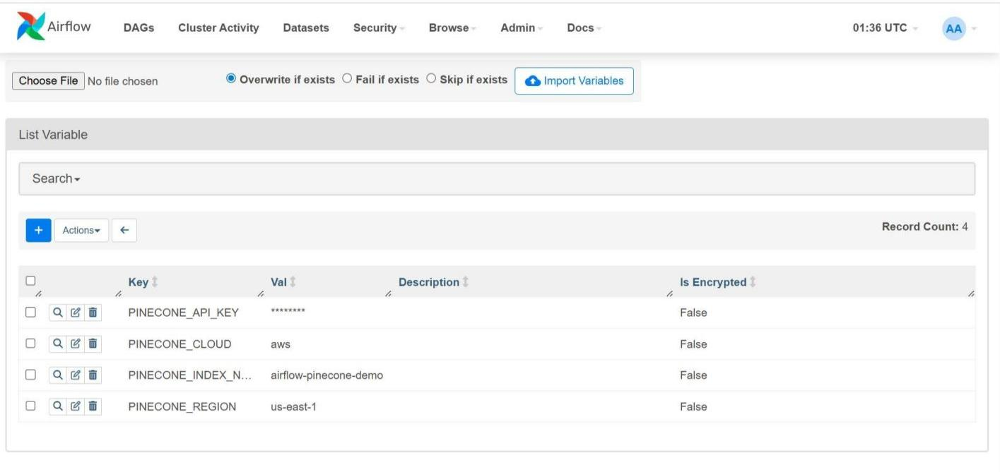 Airflow DAGs Cluster Activity Datasets Security Browse Admin Docs 01:36 UTC AA
Choose File No file chosen Overwrite if exists Fail if exists Skip if exists Import Variables
List Variable
Search
+ Actions Record Count: 4
Key Val Description Is Encrypted
PINECONE_API_KEY ******** False
PINECONE_CLOUD aws False
PINECONE_INDEX_N... airflow-pinecone-demo False
PINECONE_REGION us-east-1 False